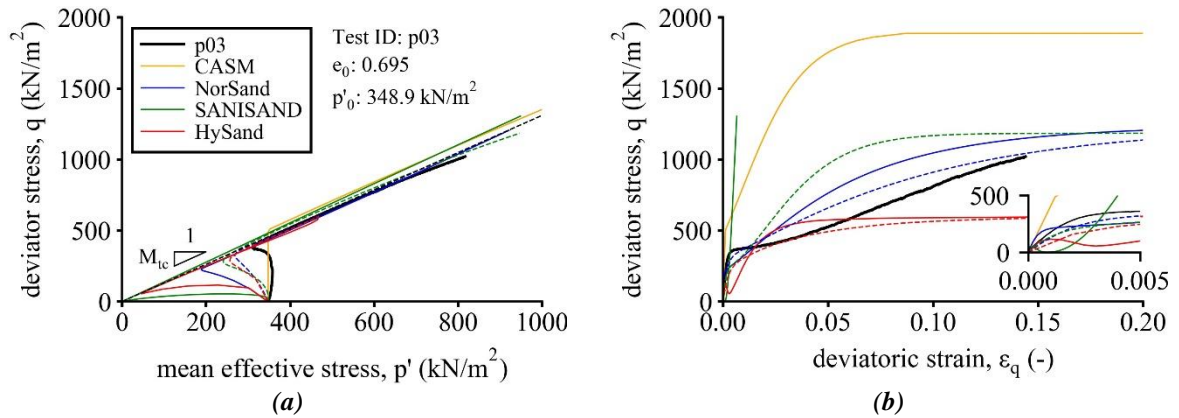 2000
1500
1000
500
0
deviator stress, q (kN/m²)
p03
CASM
NorSand
SANISAND
HySand
Test ID: p03
e₀: 0.695
p'₀: 348.9 kN/m²
1
Mtc
0 200 400 600 800 1000
mean effective stress, p' (kN/m²)
(a)
2000
1500
1000
500
0
deviator stress, q (kN/m²)
500
0
0.000 0.005
0.00 0.05 0.10 0.15 0.20
deviatoric strain, εq (-)
(b)